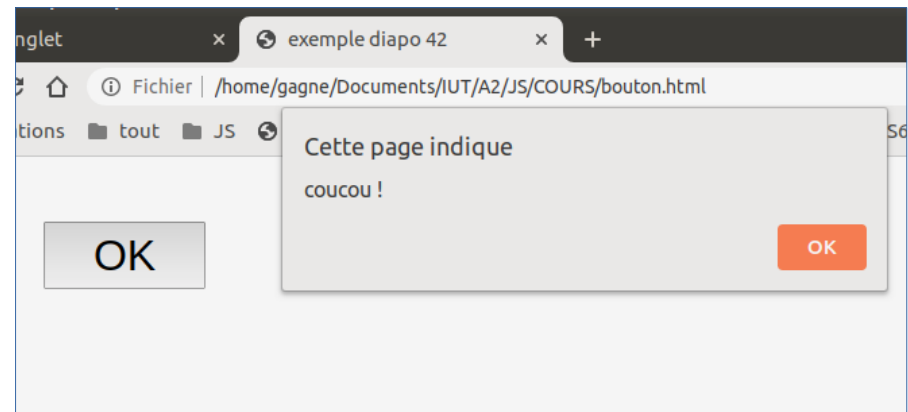 nglet × exemple diapo 42 × +
Fichier | /home/gagne/Documents/IUT/A2/JS/COURS/bouton.html
tions tout JS S6
Cette page indique
coucou !
OK
OK